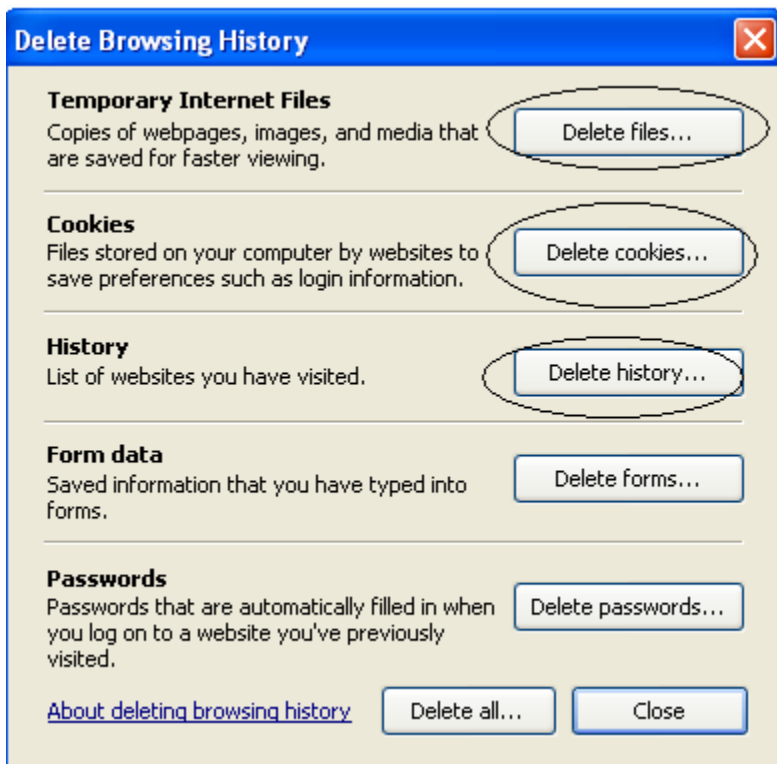 Delete Browsing History
Temporary Internet Files
Copies of webpages, images, and media that
are saved for faster viewing.
Delete files...
Cookies
Files stored on your computer by websites to
save preferences such as login information.
Delete cookies...
History
List of websites you have visited.
Delete history...
Form data
Saved information that you have typed into
forms.
Delete forms...
Passwords
Passwords that are automatically filled in when
you log on to a website you've previously
visited.
Delete passwords...
About deleting browsing history
Delete all...
Close